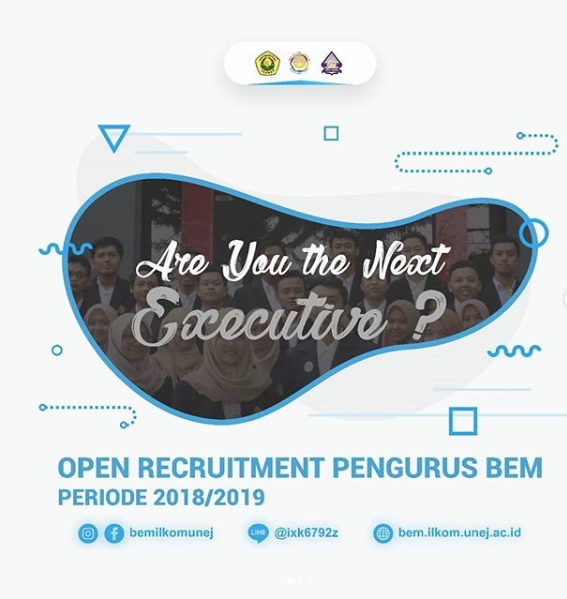 Are You the Next
Executive ?
OPEN RECRUITMENT PENGURUS BEM
PERIODE 2018/2019
bemilkomunej
LINE @ixk6792z
bem.ilkom.unej.ac.id